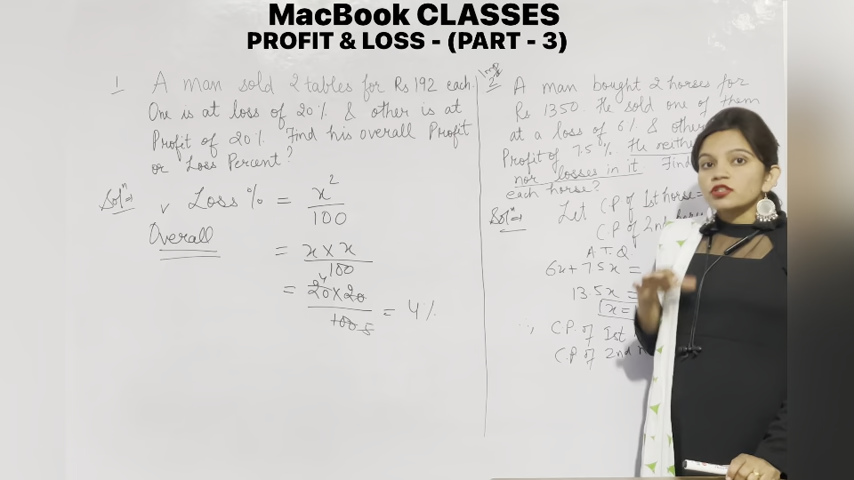 MacBook CLASSES
PROFIT & LOSS - (PART - 3)
1 A man sold 2 tables for Rs 192 each.
One is at loss of 20% & other is at
Profit of 20%. Find his overall Profit
or Loss Percent?
Solⁿ⇒ Loss % = x²
100
Overall
= x × x
100
= 20 × 20 = 4 %
100
Imp
2 A man bought 2 horses for
Rs 1350 He sold one of them
at a loss of 6% & other
Profit of 7.5 %. He neither
nor losses in it. Find
each horse?
Solⁿ⇒ Let C P of 1st horse =
C.P. of 2nd
A.T.Q
6x + 7.5x =
13.5x =
x =
∴ C.P. of 1st
C.P. of 2nd